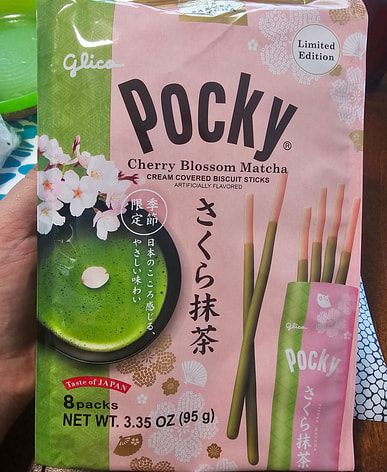 Glico
Limited
Edition
Pocky®
Cherry Blossom Matcha
CREAM COVERED BISCUIT STICKS
ARTIFICIALLY FLAVORED
さくら抹茶
季節
限定
日本のこころ感じる、
やさしい味わい
Glico
Pocky
さくら抹茶
Taste of JAPAN
8packs
NET WT. 3.35 OZ (95 g)